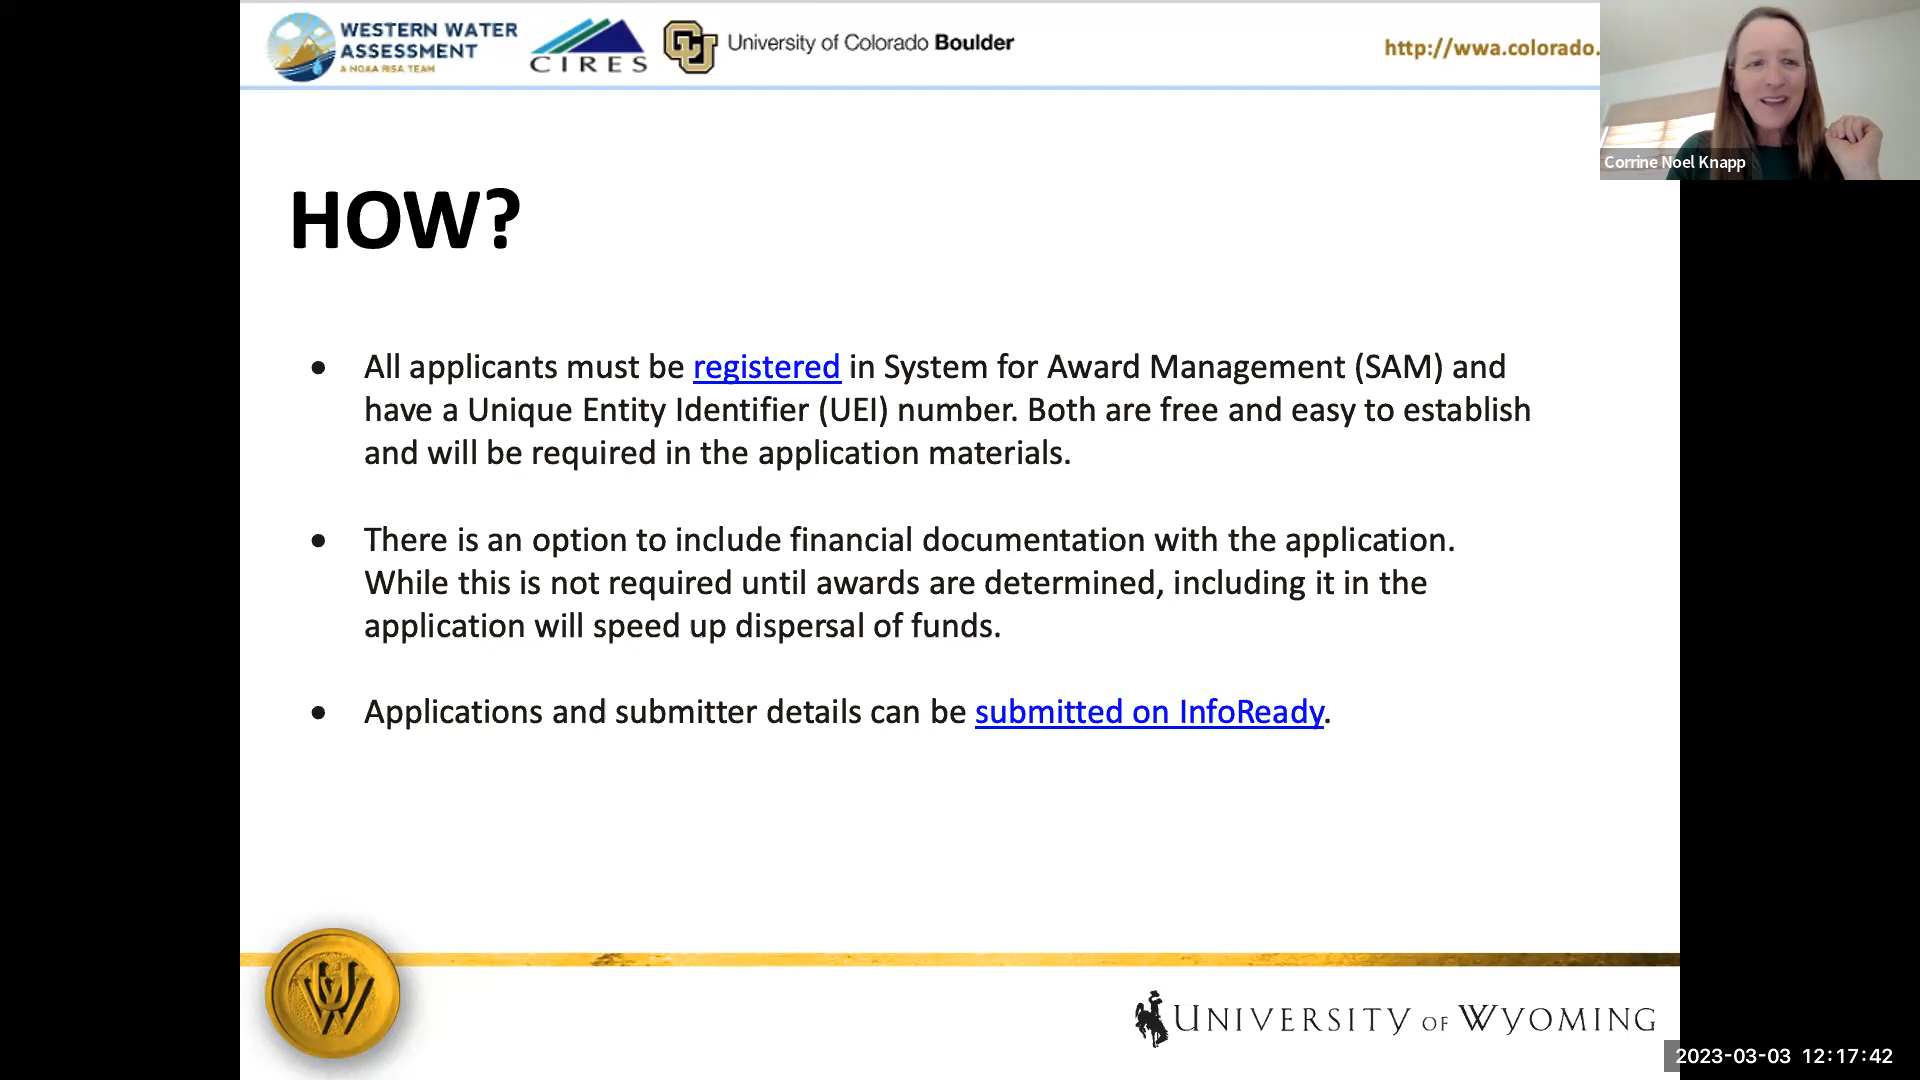 WESTERN WATER
ASSESSMENT
A NOAA RISA TEAM
CIRES
CU
University of Colorado Boulder
http://wwa.colorado.
Corrine Noel Knapp
HOW?
• All applicants must be registered in System for Award Management (SAM) and
have a Unique Entity Identifier (UEI) number. Both are free and easy to establish
and will be required in the application materials.
• There is an option to include financial documentation with the application.
While this is not required until awards are determined, including it in the
application will speed up dispersal of funds.
• Applications and submitter details can be submitted on InfoReady.
UW
UNIVERSITY OF WYOMING
2023-03-03 12:17:42